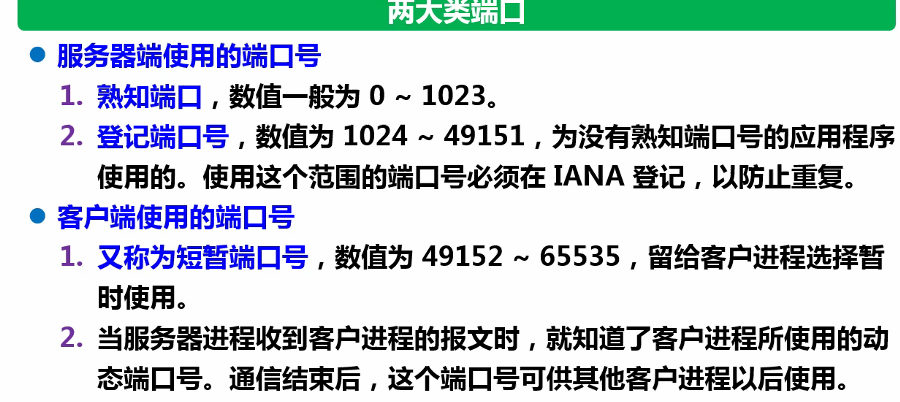 两大类端口
● 服务器端使用的端口号
1. 熟知端口，数值一般为 0 ~ 1023。
2. 登记端口号，数值为 1024 ~ 49151，为没有熟知端口号的应用程序
使用的。使用这个范围的端口号必须在 IANA 登记，以防止重复。
● 客户端使用的端口号
1. 又称为短暂端口号，数值为 49152 ~ 65535，留给客户进程选择暂
时使用。
2. 当服务器进程收到客户进程的报文时，就知道了客户进程所使用的动
态端口号。通信结束后，这个端口号可供其他客户进程以后使用。